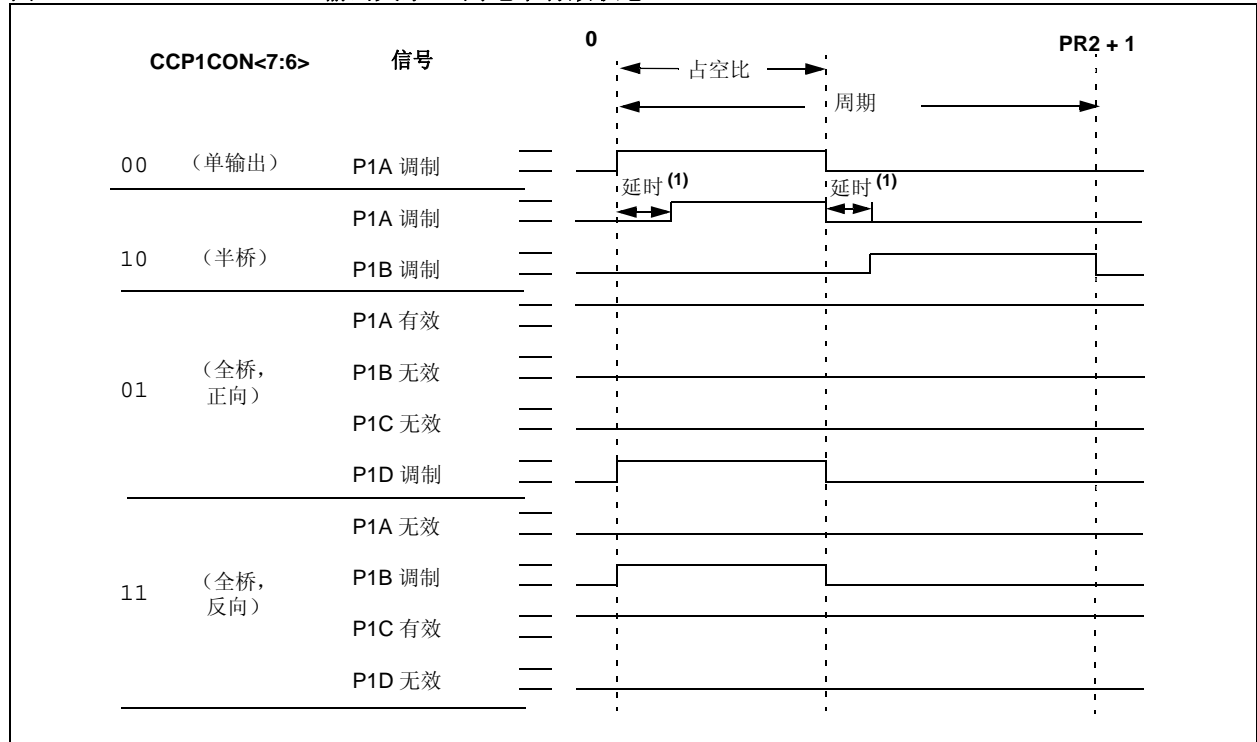 0
PR2 + 1
CCP1CON<7:6>
信号
占空比
周期
00 （单输出） P1A 调制
延时(1) 延时(1)
P1A 调制
10 （半桥）
P1B 调制
P1A 有效
01 （全桥，
正向）
P1B 无效
P1C 无效
P1D 调制
P1A 无效
11 （全桥，
反向）
P1B 调制
P1C 有效
P1D 无效